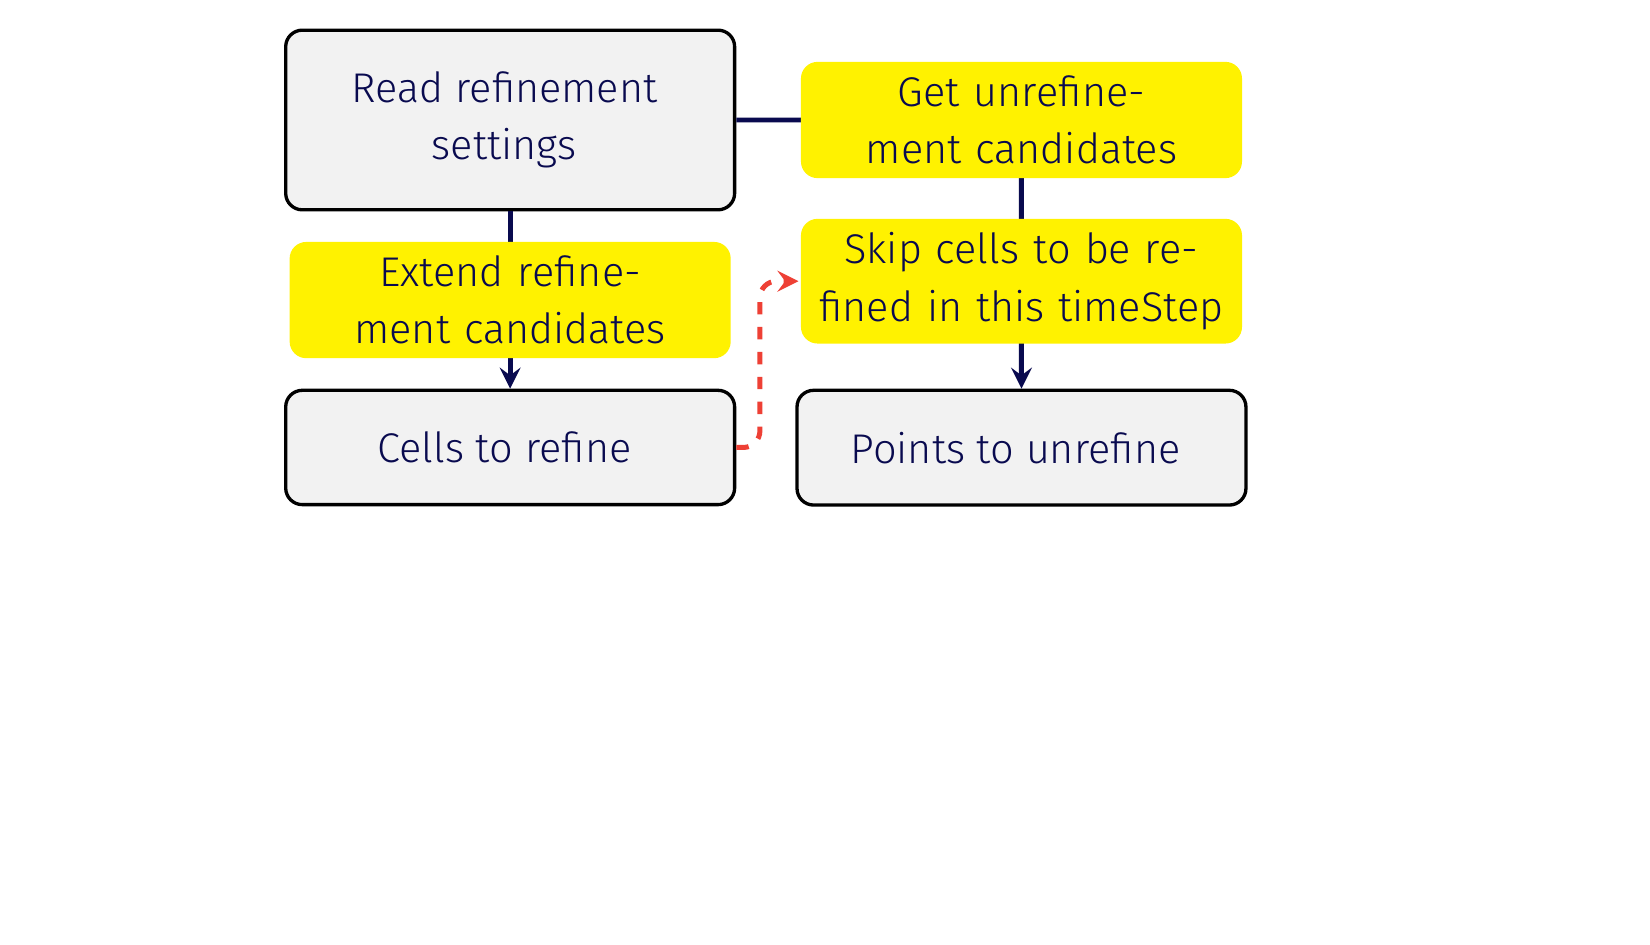 Read refinement
settings
Get unrefine-
ment candidates
Extend refine-
ment candidates
Skip cells to be re-
fined in this timeStep
Cells to refine
Points to unrefine